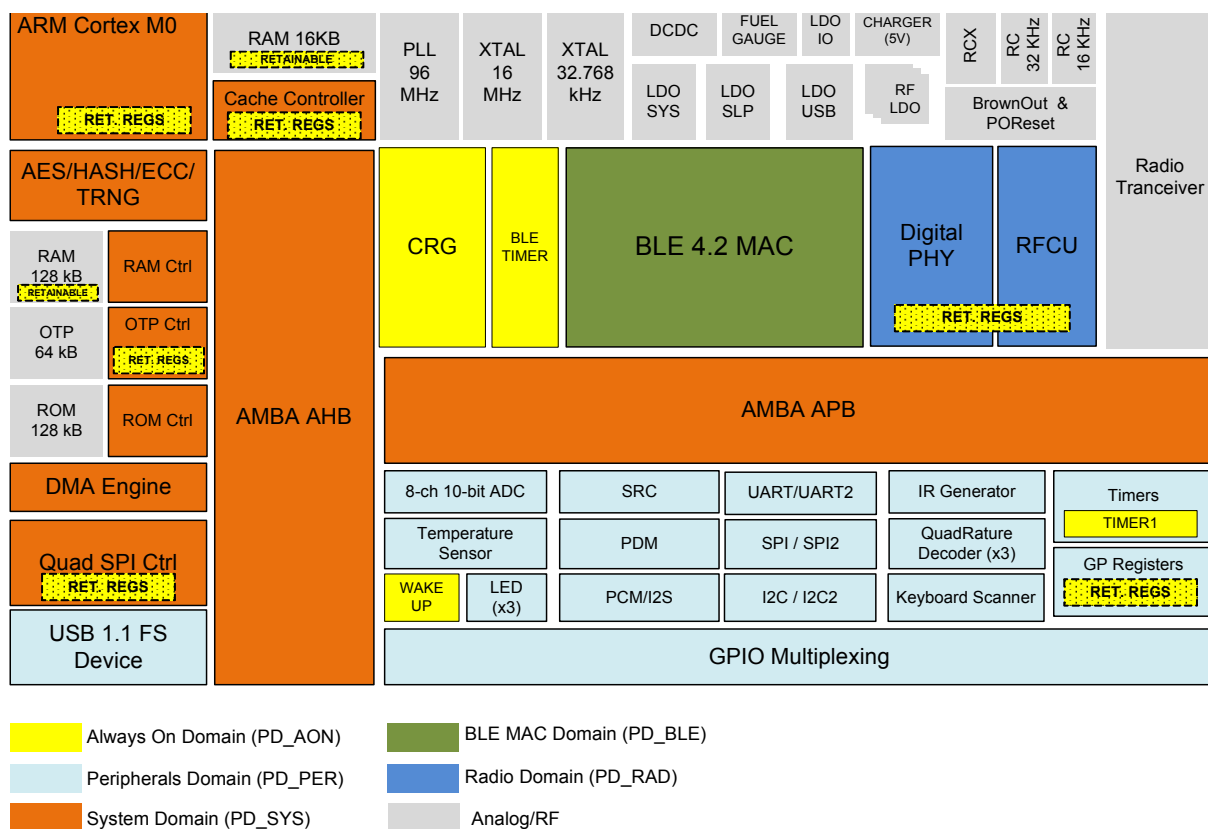 ARM Cortex M0
RET. REGS
RAM 16KB
RETAINABLE
Cache Controller
RET. REGS
PLL
96
MHz
XTAL
16
MHz
XTAL
32.768
kHz
DCDC
FUEL
GAUGE
LDO
IO
CHARGER
(5V)
LDO
SYS
LDO
SLP
LDO
USB
RF
LDO
RCX
RC
32 KHz
RC
16 KHz
BrownOut &
POReset
Radio
Tranceiver
AES/HASH/ECC/
TRNG
RAM
128 kB
RETAINABLE
RAM Ctrl
OTP
64 kB
OTP Ctrl
RET. REGS
ROM
128 kB
ROM Ctrl
DMA Engine
Quad SPI Ctrl
RET. REGS
USB 1.1 FS
Device
AMBA AHB
CRG
BLE
TIMER
BLE 4.2 MAC
Digital
PHY
RFCU
RET. REGS
AMBA APB
8-ch 10-bit ADC
SRC
UART/UART2
IR Generator
Timers
TIMER1
Temperature
Sensor
PDM
SPI / SPI2
QuadRature
Decoder (x3)
GP Registers
RET. REGS
WAKE
UP
LED
(x3)
PCM/I2S
I2C / I2C2
Keyboard Scanner
GPIO Multiplexing
Always On Domain (PD_AON)
BLE MAC Domain (PD_BLE)
Peripherals Domain (PD_PER)
Radio Domain (PD_RAD)
System Domain (PD_SYS)
Analog/RF